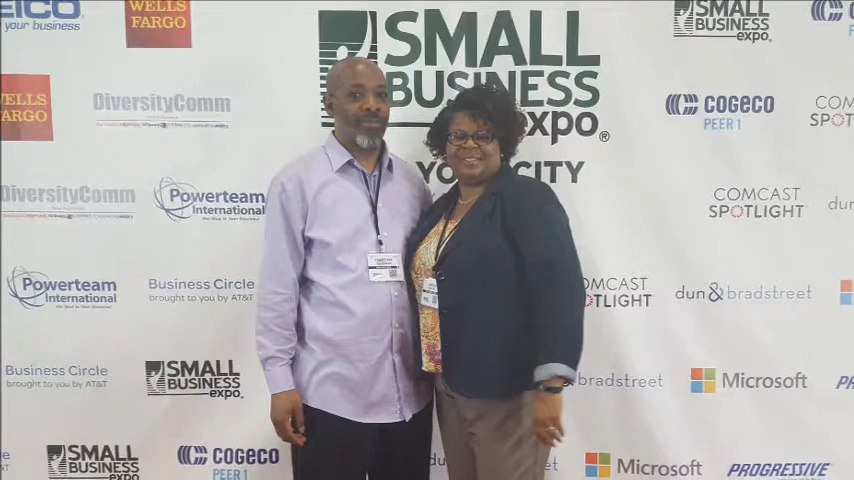 GEICO
your business
WELLS
FARGO
SMALL
BUSINESS
expo
SMALL
BUSINESS
expo®
YO CITY
WELLS
FARGO
DiversityComm
COGECO
PEER 1
COMCAST
SPOTLIGHT
DiversityComm
Powerteam
INTERNATIONAL
COMCAST
SPOTLIGHT
dun
Powerteam
INTERNATIONAL
Business Circle
brought to you by AT&T
COMCAST
SPOTLIGHT
dun & bradstreet
Business Circle
brought to you by AT&T
SMALL
BUSINESS
expo
bradstreet
Microsoft
SMALL
BUSINESS
expo
COGECO
PEER 1
Microsoft
PROGRESSIVE